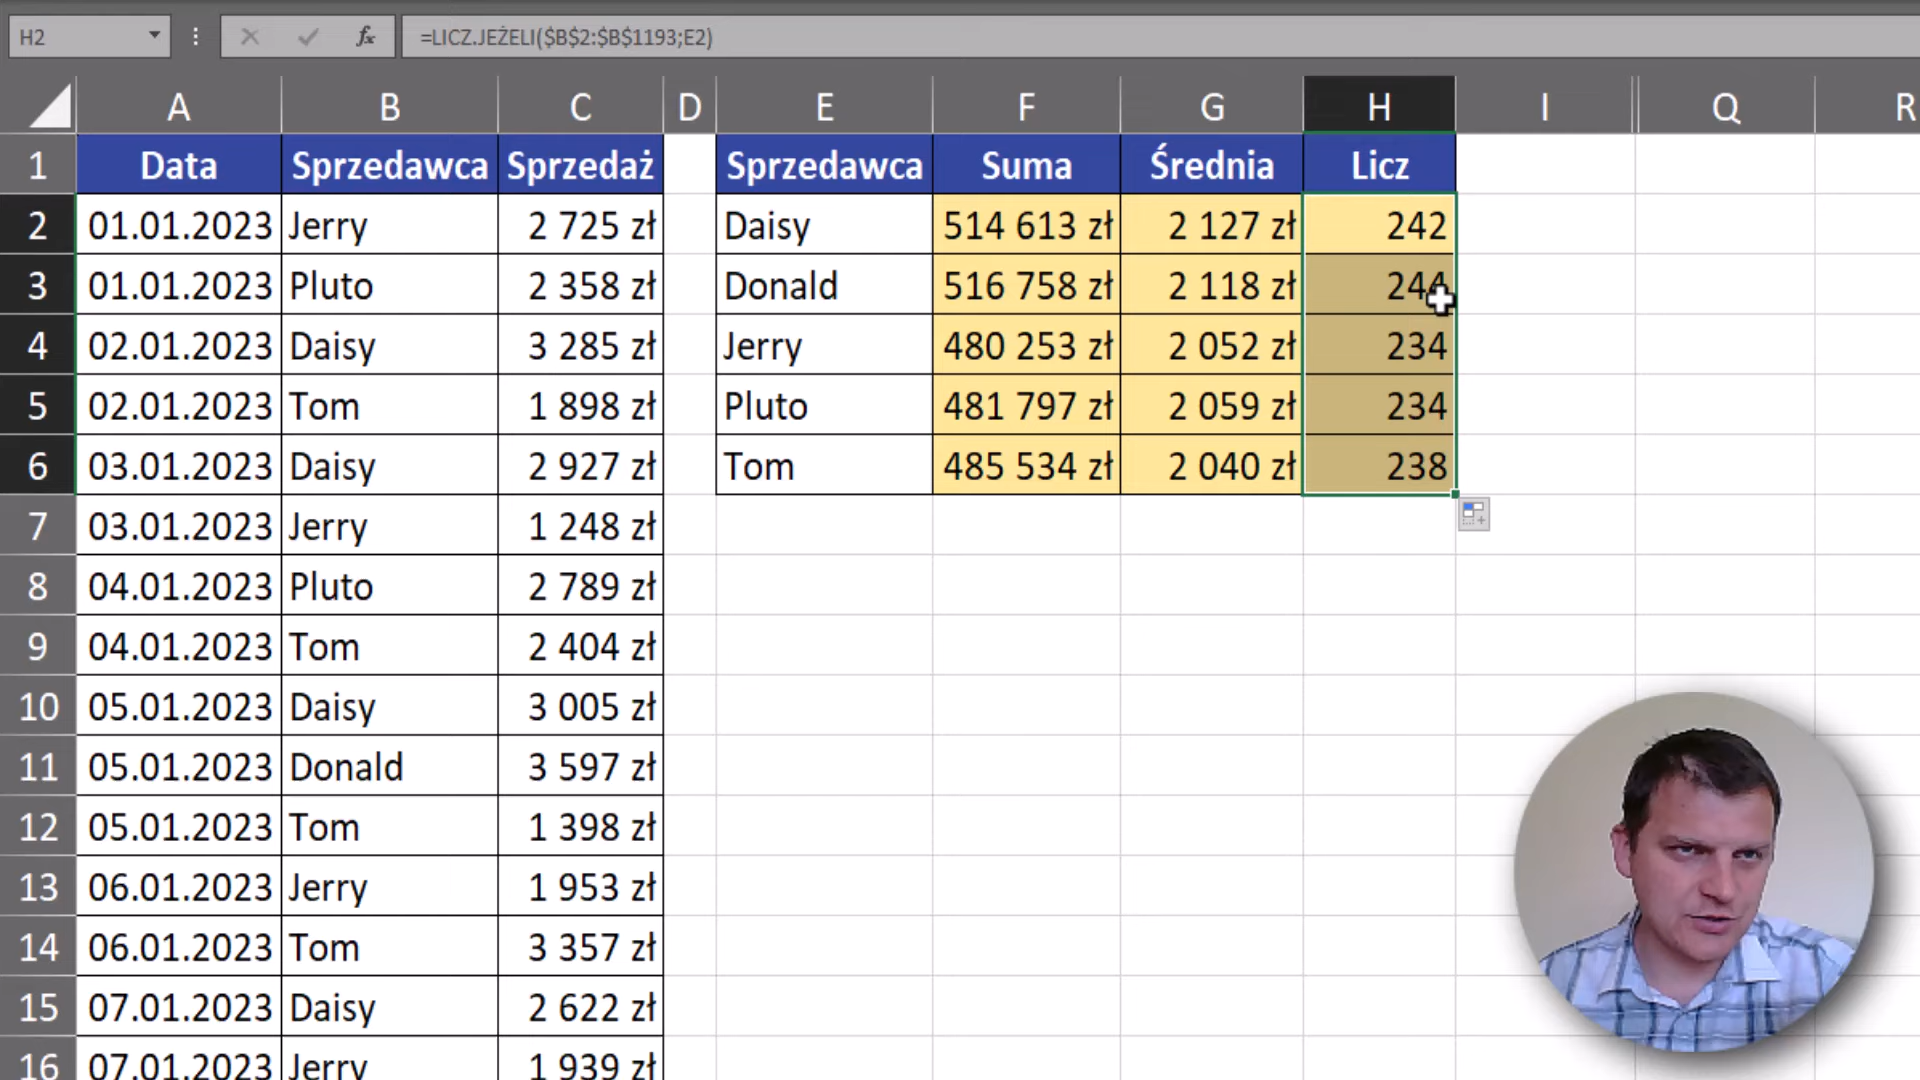 H2 fx =LICZ.JEŻELI($B$2:$B$1193;E2)
A B C D E F G H I Q R
1 Data Sprzedawca Sprzedaż Sprzedawca Suma Średnia Licz
2 01.01.2023 Jerry 2 725 zł Daisy 514 613 zł 2 127 zł 242
3 01.01.2023 Pluto 2 358 zł Donald 516 758 zł 2 118 zł 244
4 02.01.2023 Daisy 3 285 zł Jerry 480 253 zł 2 052 zł 234
5 02.01.2023 Tom 1 898 zł Pluto 481 797 zł 2 059 zł 234
6 03.01.2023 Daisy 2 927 zł Tom 485 534 zł 2 040 zł 238
7 03.01.2023 Jerry 1 248 zł
8 04.01.2023 Pluto 2 789 zł
9 04.01.2023 Tom 2 404 zł
10 05.01.2023 Daisy 3 005 zł
11 05.01.2023 Donald 3 597 zł
12 05.01.2023 Tom 1 398 zł
13 06.01.2023 Jerry 1 953 zł
14 06.01.2023 Tom 3 357 zł
15 07.01.2023 Daisy 2 622 zł
16 07.01.2023 Jerry 1 939 zł